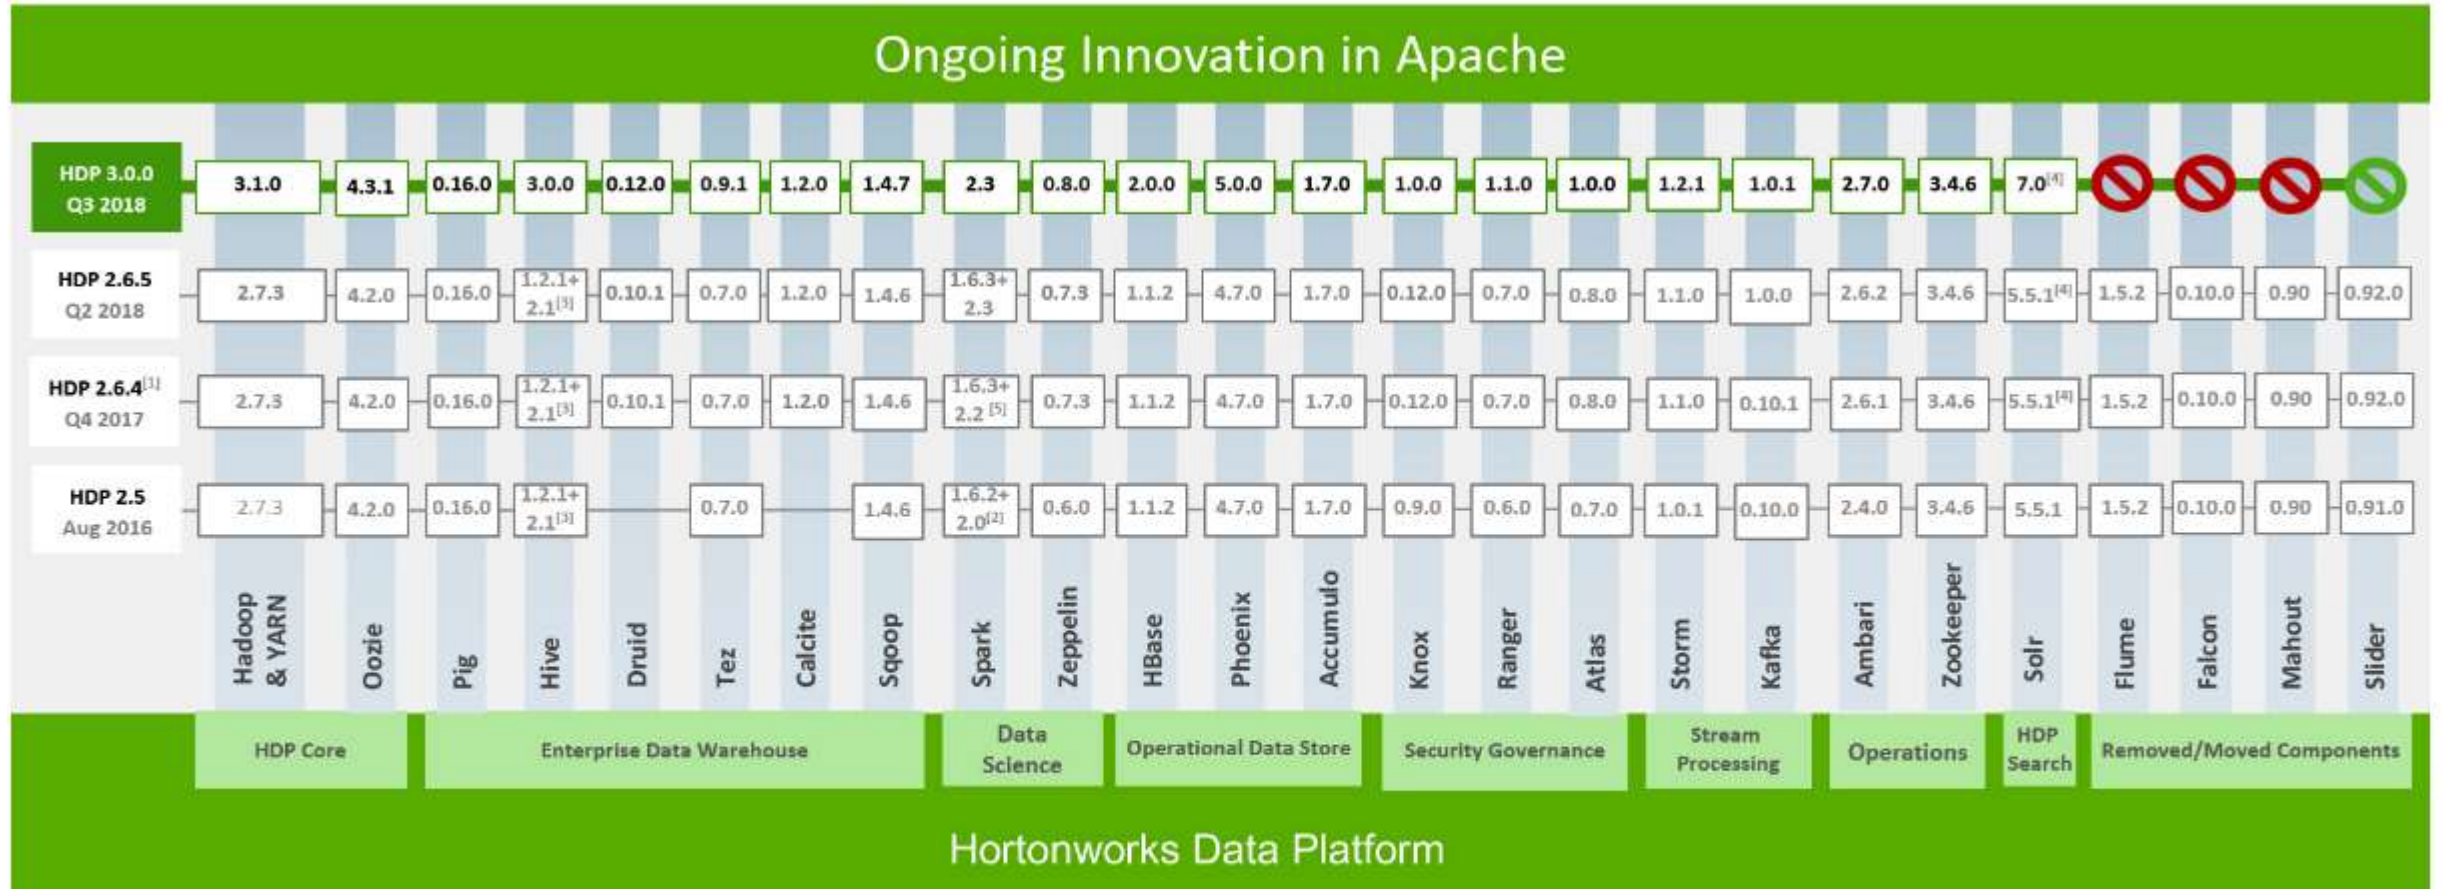 Ongoing Innovation in Apache
HDP 3.0.0
Q3 2018
3.1.0 4.3.1 0.16.0 3.0.0 0.12.0 0.9.1 1.2.0 1.4.7 2.3 0.8.0 2.0.0 5.0.0 1.7.0 1.0.0 1.1.0 1.0.0 1.2.1 1.0.1 2.7.0 3.4.6 7.0[4]
HDP 2.6.5
Q2 2018
2.7.3 4.2.0 0.16.0 1.2.1+ 2.1[3] 0.10.1 0.7.0 1.2.0 1.4.6 1.6.3+ 2.3 0.7.3 1.1.2 4.7.0 1.7.0 0.12.0 0.7.0 0.8.0 1.1.0 1.0.0 2.6.2 3.4.6 5.5.1[4] 1.5.2 0.10.0 0.90 0.92.0
HDP 2.6.4[1]
Q4 2017
2.7.3 4.2.0 0.16.0 1.2.1+ 2.1[3] 0.10.1 0.7.0 1.2.0 1.4.6 1.6.3+ 2.2 [5] 0.7.3 1.1.2 4.7.0 1.7.0 0.12.0 0.7.0 0.8.0 1.1.0 0.10.1 2.6.1 3.4.6 5.5.1[4] 1.5.2 0.10.0 0.90 0.92.0
HDP 2.5
Aug 2016
2.7.3 4.2.0 0.16.0 1.2.1+ 2.1[3] 0.7.0 1.4.6 1.6.2+ 2.0[2] 0.6.0 1.1.2 4.7.0 1.7.0 0.9.0 0.6.0 0.7.0 1.0.1 0.10.0 2.4.0 3.4.6 5.5.1 1.5.2 0.10.0 0.90 0.91.0
Hadoop
& YARN
Oozie
Pig
Hive
Druid
Tez
Calcite
Sqoop
Spark
Zeppelin
HBase
Phoenix
Accumulo
Knox
Ranger
Atlas
Storm
Kafka
Ambari
Zookeeper
Solr
Flume
Falcon
Mahout
Slider
HDP Core
Enterprise Data Warehouse
Data
Science
Operational Data Store
Security Governance
Stream
Processing
Operations
HDP
Search
Removed/Moved Components
Hortonworks Data Platform